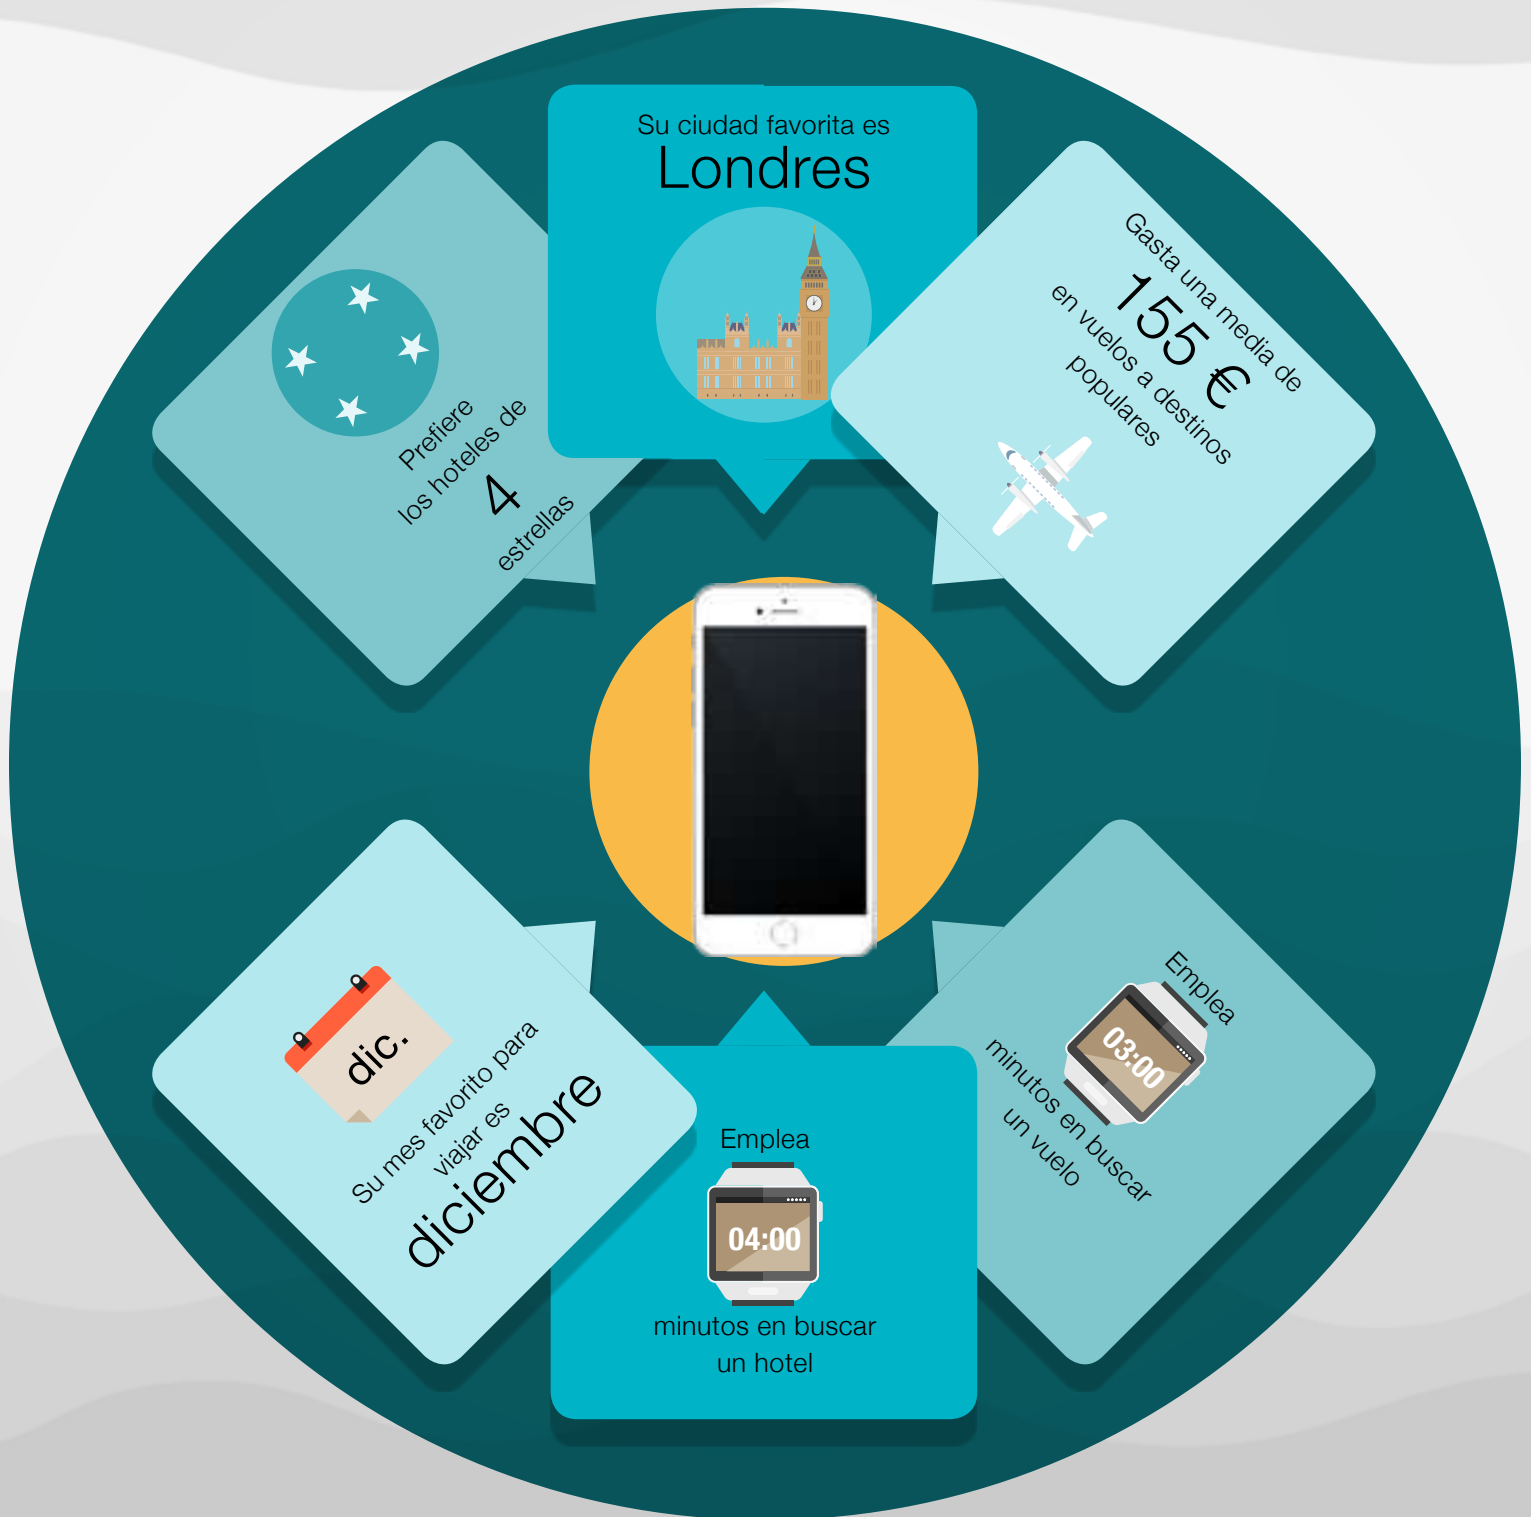 Su ciudad favorita es
Londres
Gasta una media de
155 €
en vuelos a destinos
populares
Prefiere
los hoteles de
4
estrellas
dic.
Su mes favorito para
viajar es
diciembre
Emplea
04:00
minutos en buscar
un hotel
Emplea
03:00
minutos en buscar
un vuelo